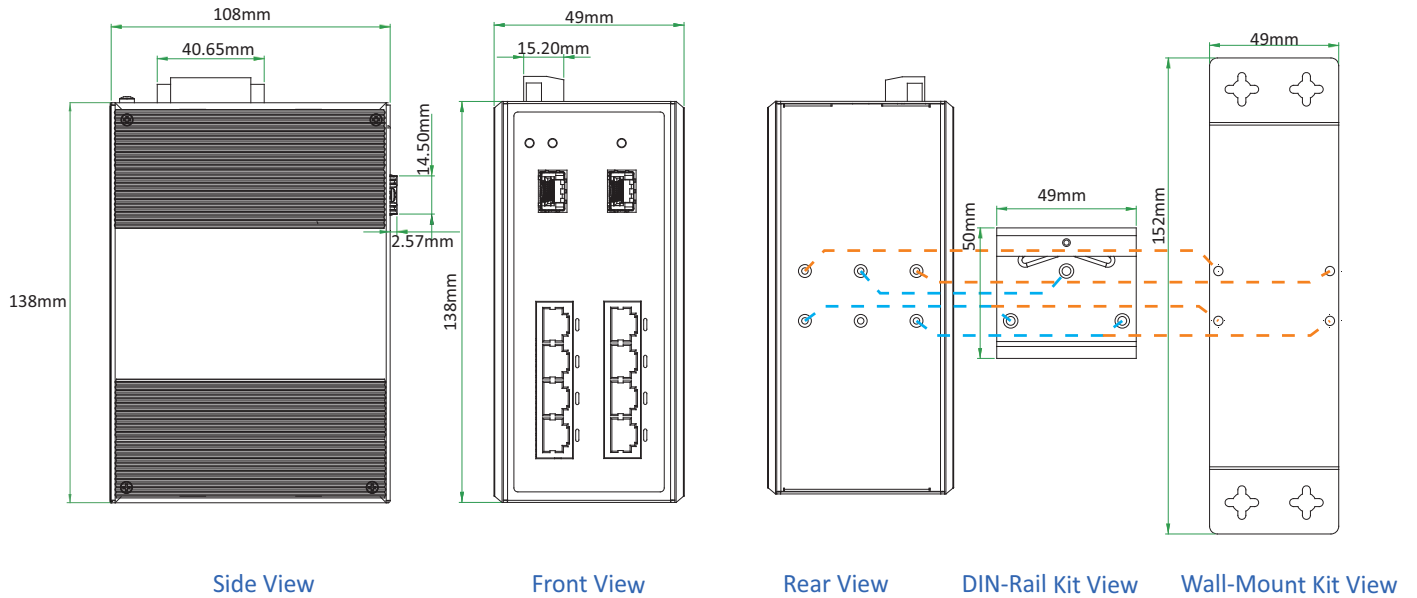 108mm
40.65mm
14.50mm
2.57mm
138mm
49mm
15.20mm
138mm
49mm
50mm
49mm
152mm
Side View
Front View
Rear View
DIN-Rail Kit View
Wall-Mount Kit View